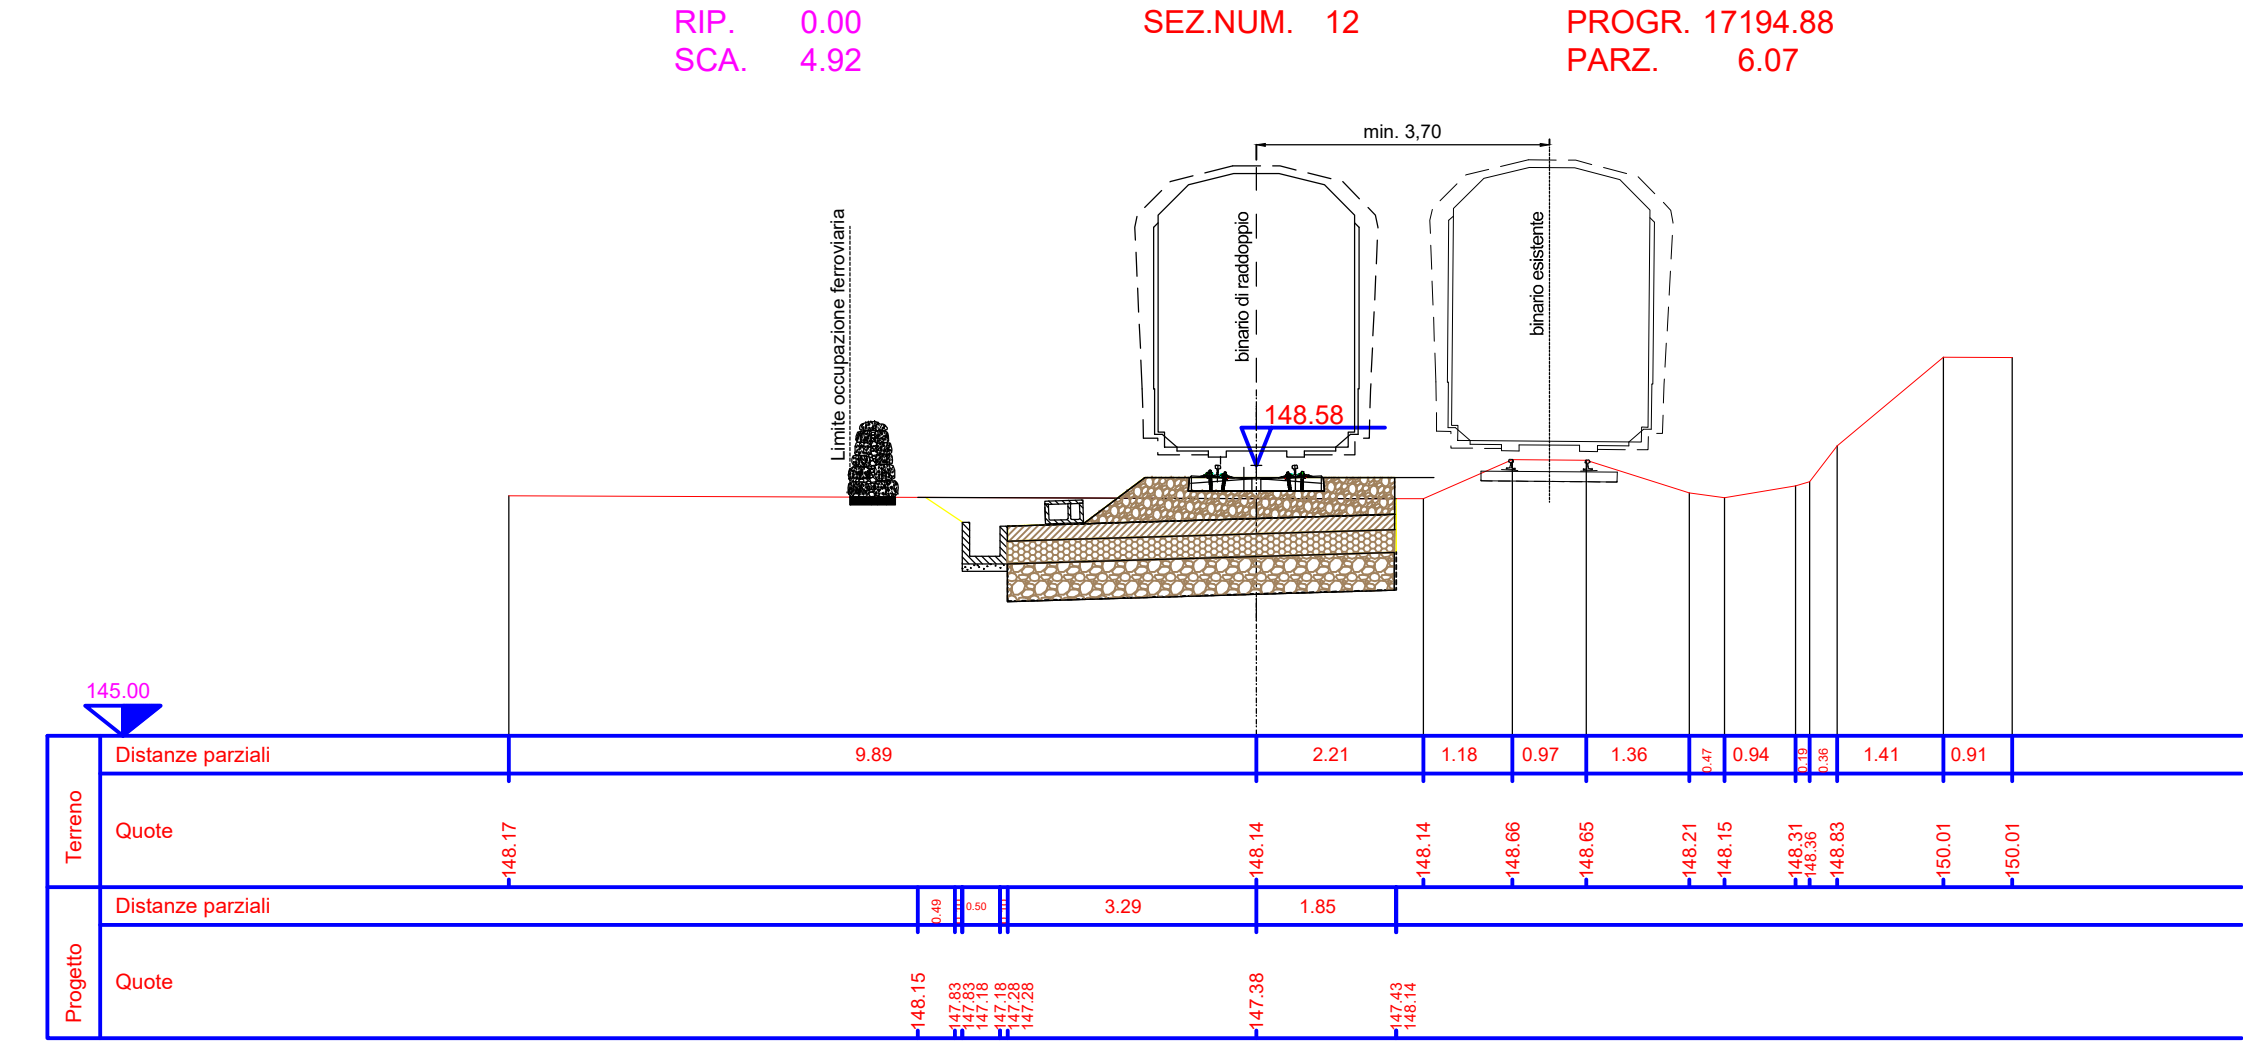 RIP. 0.00 SEZ.NUM. 12 PROGR. 17194.88
SCA. 4.92 PARZ. 6.07
min. 3,70
Limite occupazione ferroviaria
binario di raddoppio
binario esistente
148.58
145.00
Terreno
Distanze parziali 9.89 2.21 1.18 0.97 1.36 0.47 0.94 0.19 0.36 1.41 0.91
Quote 148.17 148.14 148.14 148.66 148.65 148.21 148.15 148.31 148.36 148.83 150.01 150.01
Progetto
Distanze parziali 0.49 0.50 3.29 1.85
Quote 148.15 147.83 147.83 147.18 147.18 147.28 147.28 147.38 147.43 148.14